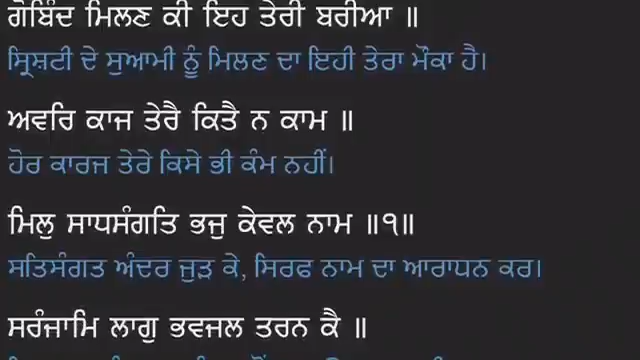 ਗੋਬਿੰਦ ਮਿਲਣ ਕੀ ਇਹ ਤੇਰੀ ਬਰੀਆ ॥
ਸ੍ਰਿਸ਼ਟੀ ਦੇ ਸੁਆਮੀ ਨੂੰ ਮਿਲਣ ਦਾ ਇਹੀ ਤੇਰਾ ਮੌਕਾ ਹੈ।
ਅਵਰਿ ਕਾਜ ਤੇਰੈ ਕਿਤੈ ਨ ਕਾਮ ॥
ਹੋਰ ਕਾਰਜ ਤੇਰੇ ਕਿਸੇ ਭੀ ਕੰਮ ਨਹੀਂ।
ਮਿਲੁ ਸਾਧਸੰਗਤਿ ਭਜੁ ਕੇਵਲ ਨਾਮ ॥੧॥
ਸਤਿਸੰਗਤ ਅੰਦਰ ਜੁੜ ਕੇ, ਸਿਰਫ ਨਾਮ ਦਾ ਆਰਾਧਨ ਕਰ।
ਸਰੰਜਾਮਿ ਲਾਗੁ ਭਵਜਲ ਤਰਨ ਕੈ ॥